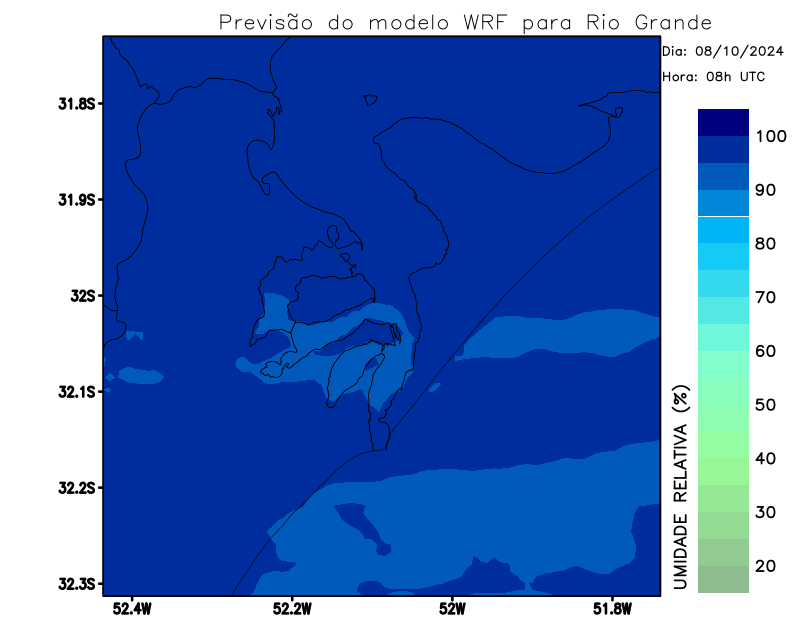 Previsão do modelo WRF para Rio Grande
Dia: 08/10/2024
Hora: 08h UTC
31.8S
31.9S
32S
32.1S
32.2S
32.3S
52.4W
52.2W
52W
51.8W
100
90
80
70
60
50
40
30
20
UMIDADE RELATIVA (%)